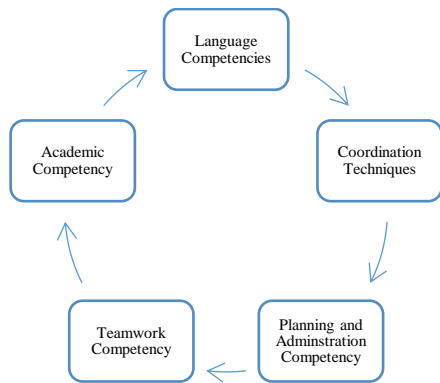 Language
Competencies
Coordination
Techniques
Planning and
Adminstration
Competency
Teamwork
Competency
Academic
Competency